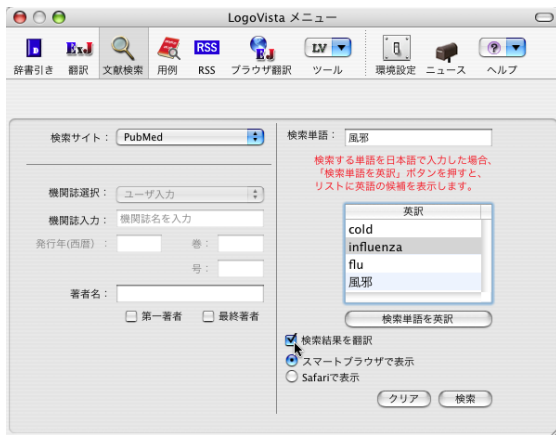 LogoVista メニュー
ExJ
RSS
LV
?
辞書引き 翻訳 文献検索 用例 RSS ブラウザ翻訳 ツール 環境設定 ニュース ヘルプ
検索サイト： PubMed
機関誌選択： ユーザ入力
機関誌入力： 機関誌名を入力
発行年(西暦)： 巻：
号：
著者名：
第一著者 最終著者
検索単語： 風邪
検索する単語を日本語で入力した場合、
「検索単語を英訳」ボタンを押すと、
リストに英語の候補を表示します。
英訳
cold
influenza
flu
風邪
検索単語を英訳
検索結果を翻訳
スマートブラウザで表示
Safariで表示
クリア 検索